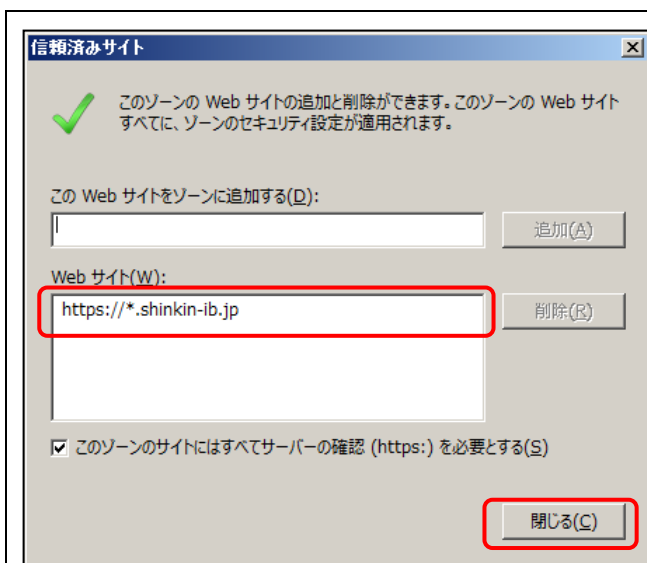 信頼済みサイト
このゾーンの Web サイトの追加と削除ができます。このゾーンの Web サイト
すべてに、ゾーンのセキュリティ設定が適用されます。
この Web サイトをゾーンに追加する(D):
追加(A)
Web サイト(W):
https://*.shinkin-ib.jp
削除(R)
このゾーンのサイトにはすべてサーバーの確認 (https:) を必要とする(S)
閉じる(C)